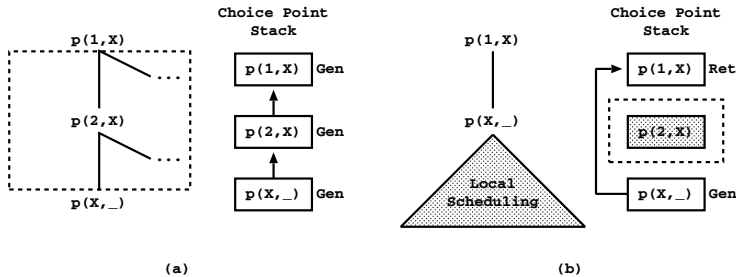 Choice Point
Stack
p(1,X)
p(1,X) Gen
...
p(2,X)
p(2,X) Gen
...
p(X,_)
p(X,_) Gen
(a)
Choice Point
Stack
p(1,X)
p(1,X) Ret
p(X,_)
p(2,X)
Local
Scheduling
p(X,_) Gen
(b)